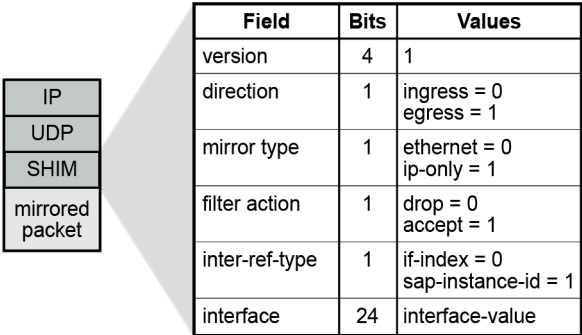 IP
UDP
SHIM
mirrored
packet
Field Bits Values
version 4 1
direction 1 ingress = 0
egress = 1
mirror type 1 ethernet = 0
ip-only = 1
filter action 1 drop = 0
accept = 1
inter-ref-type 1 if-index = 0
sap-instance-id = 1
interface 24 interface-value